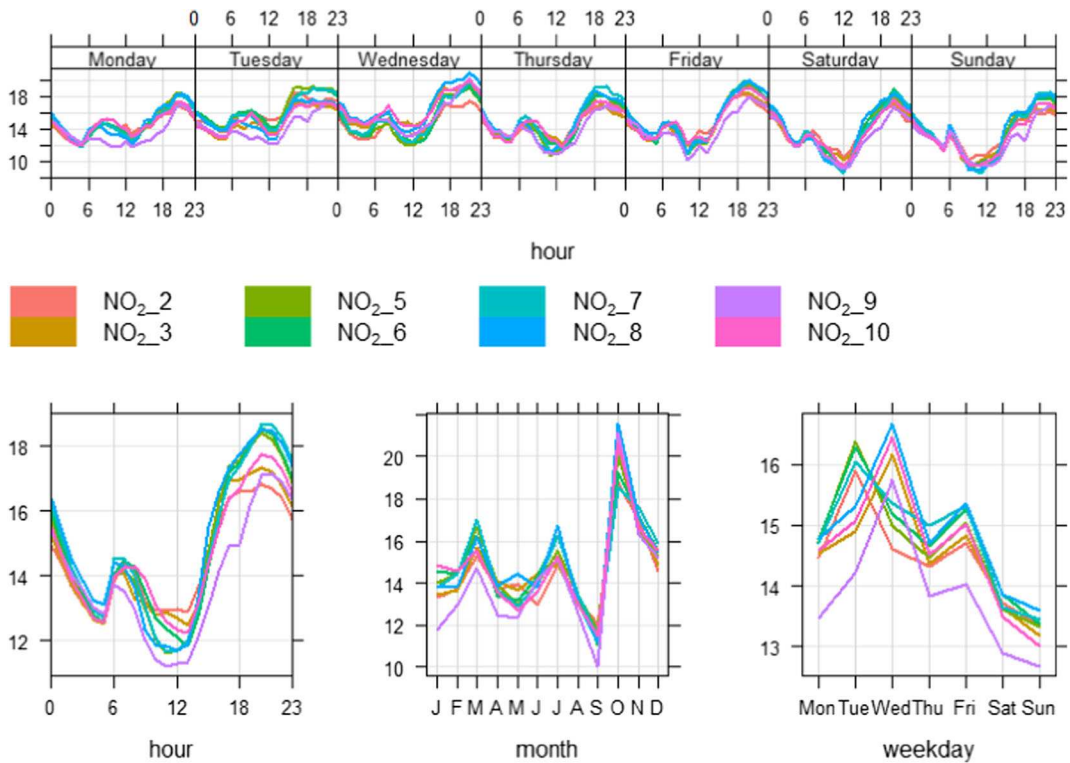 0 6 12 18 23 0 6 12 18 23 0 6 12 18 23
Monday Tuesday Wednesday Thursday Friday Saturday Sunday
18
14
10
0 6 12 18 23 0 6 12 18 23 0 6 12 18 23 0 6 12 18 23
hour
NO₂_2 NO₂_5 NO₂_7 NO₂_9
NO₂_3 NO₂_6 NO₂_8 NO₂_10
18
16
14
12
0 6 12 18 23
hour
20
18
16
14
12
10
J F M A M J J A S O N D
month
16
15
14
13
Mon Tue Wed Thu Fri Sat Sun
weekday